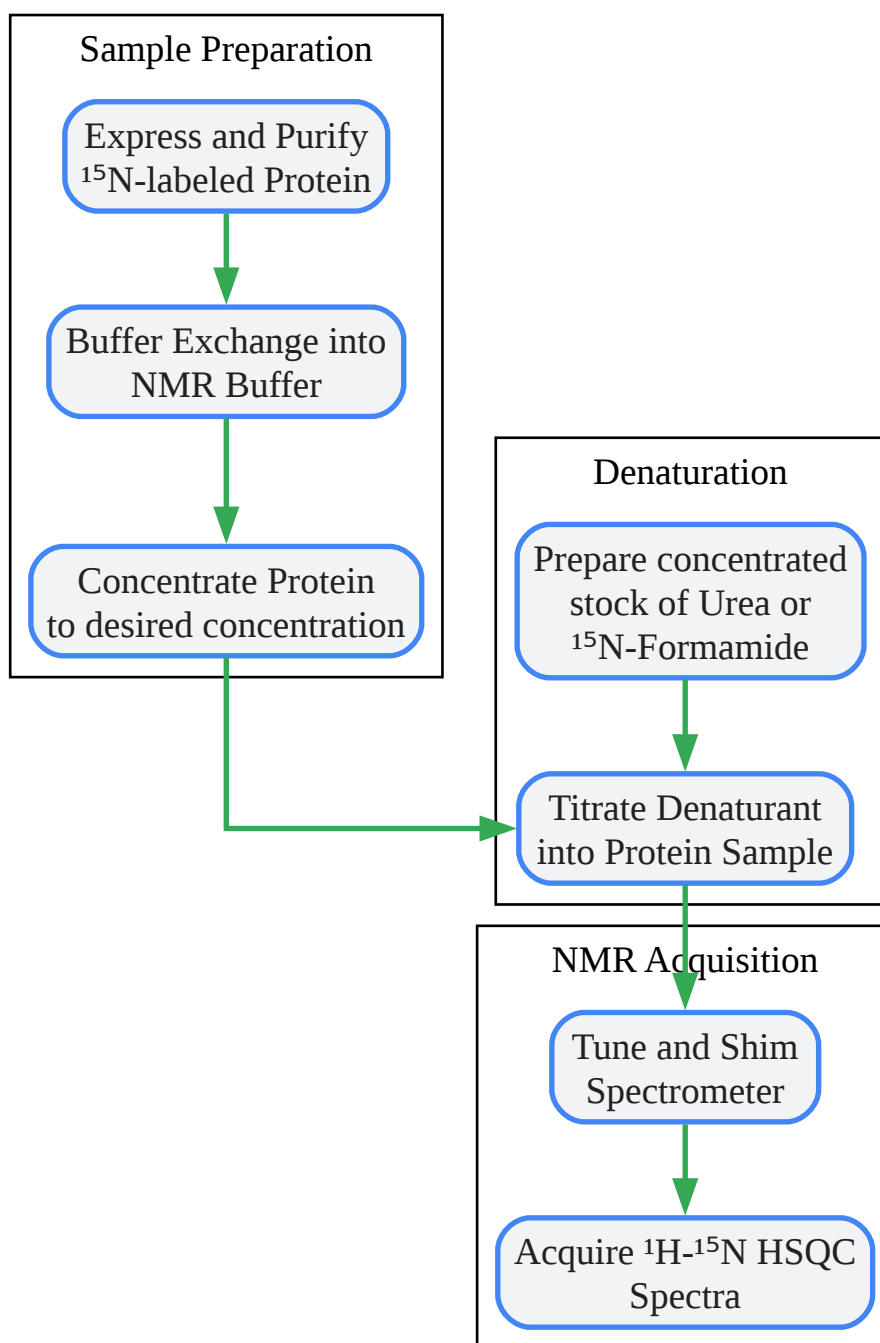 Sample Preparation
Express and Purify
¹⁵N-labeled Protein
Buffer Exchange into
NMR Buffer
Concentrate Protein
to desired concentration
Denaturation
Prepare concentrated
stock of Urea or
¹⁵N-Formamide
Titrate Denaturant
into Protein Sample
NMR Acquisition
Tune and Shim
Spectrometer
Acquire ¹H-¹⁵N HSQC
Spectra